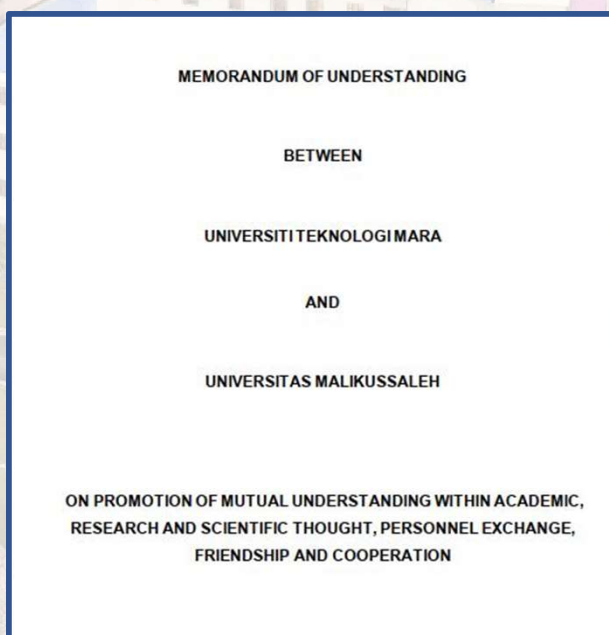 MEMORANDUM OF UNDERSTANDING
BETWEEN
UNIVERSITI TEKNOLOGI MARA
AND
UNIVERSITAS MALIKUSSALEH
ON PROMOTION OF MUTUAL UNDERSTANDING WITHIN ACADEMIC,
RESEARCH AND SCIENTIFIC THOUGHT, PERSONNEL EXCHANGE,
FRIENDSHIP AND COOPERATION